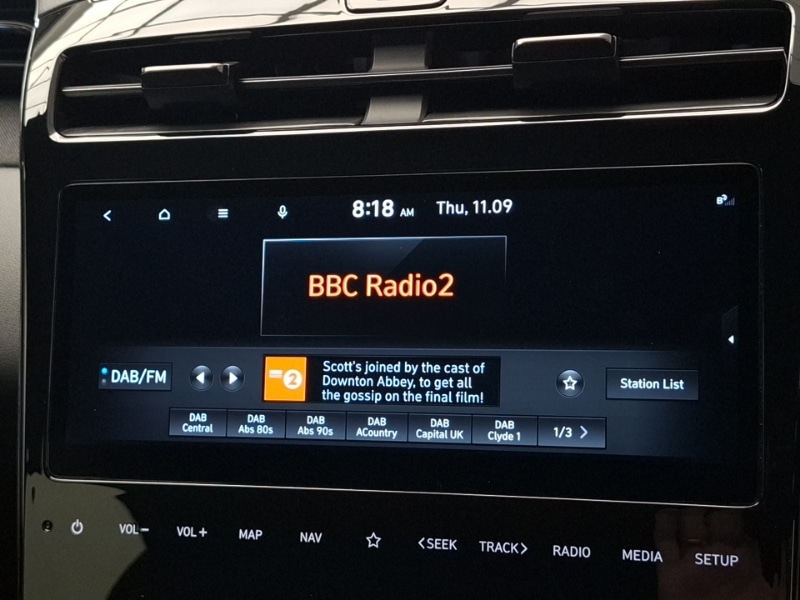 8:18 AM Thu, 11.09
BBC Radio2
DAB/FM
2
Scott's joined by the cast of
Downton Abbey, to get all
the gossip on the final film!
Station List
DAB Central
DAB Abs 80s
DAB Abs 90s
DAB ACountry
DAB Capital UK
DAB Clyde 1
1/3
VOL-
VOL+
MAP
NAV
<SEEK
TRACK>
RADIO
MEDIA
SETUP